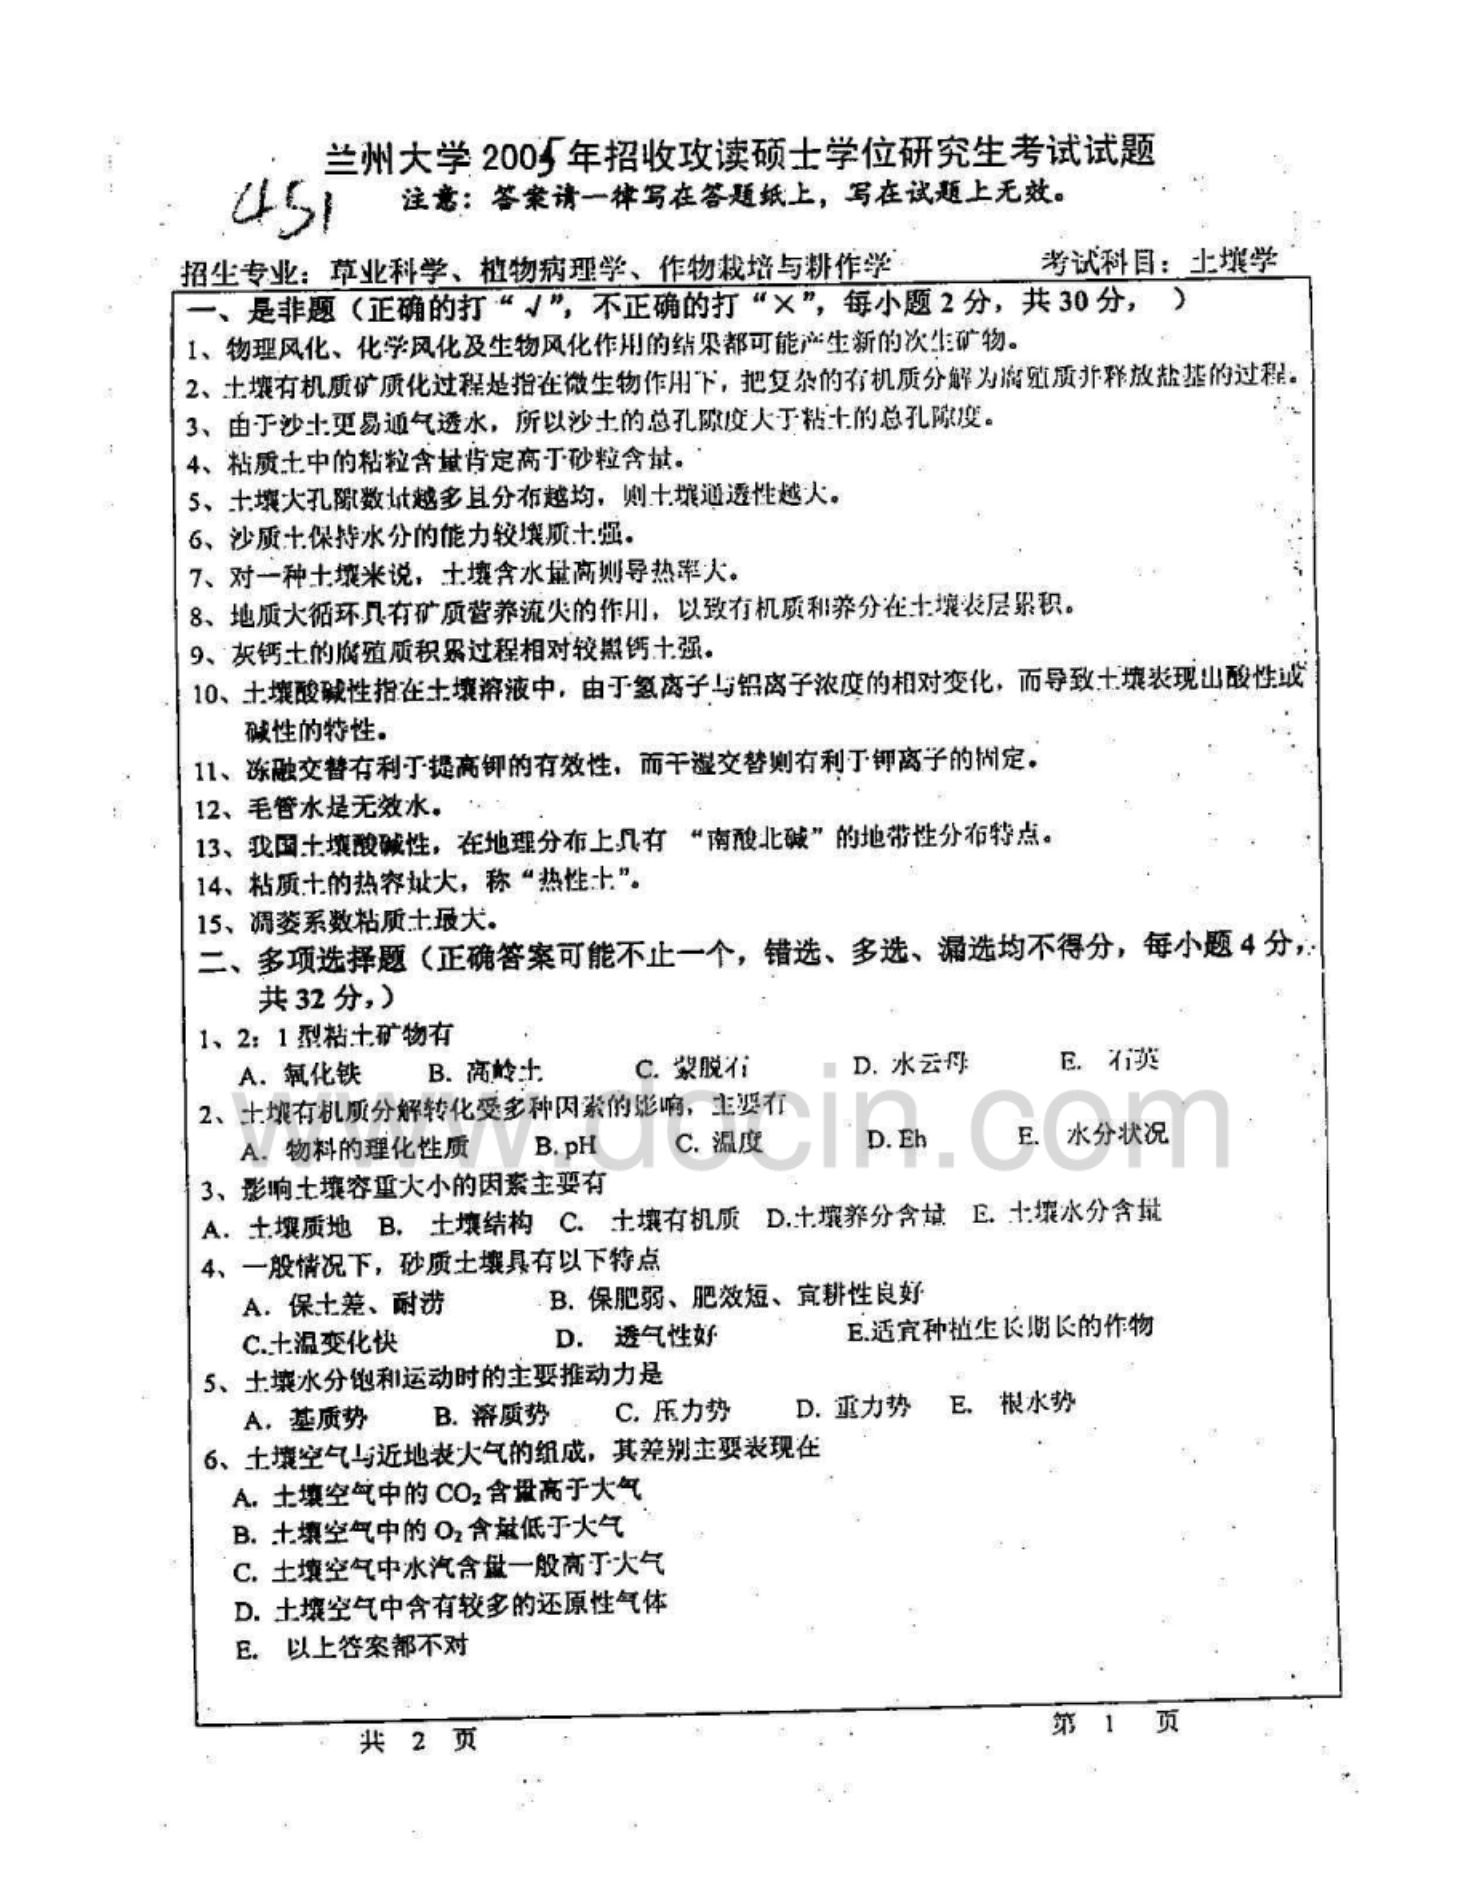 兰州大学 2005 年招收攻读硕士学位研究生考试试题
451
注意：答案请一律写在答题纸上，写在试题上无效。
招生专业：草业科学、植物病理学、作物栽培与耕作学 考试科目：土壤学
一、是非题（正确的打“√”，不正确的打“×”，每小题 2 分，共 30 分， ）
1、物理风化、化学风化及生物风化作用的结果都可能产生新的次生矿物。
2、土壤有机质矿质化过程是指在微生物作用下，把复杂的有机质分解为腐殖质并释放盐基的过程。
3、由于沙土更易通气透水，所以沙土的总孔隙度大于粘土的总孔隙度。
4、粘质土中的粘粒含量肯定高于砂粒含量。
5、土壤大孔隙数量越多且分布越均，则土壤通透性越大。
6、沙质土保持水分的能力较壤质土强。
7、对一种土壤来说，土壤含水量高则导热率大。
8、地质大循环具有矿质营养流失的作用，以致有机质和养分在土壤表层累积。
9、灰钙土的腐殖质积累过程相对较黑钙土强。
10、土壤酸碱性指在土壤溶液中，由于氢离子与铝离子浓度的相对变化，而导致土壤表现出酸性或
碱性的特性。
11、冻融交替有利于提高钾的有效性，而干湿交替则有利于钾离子的固定。
12、毛管水是无效水。
13、我国土壤酸碱性，在地理分布上具有 “南酸北碱”的地带性分布特点。
14、粘质土的热容量大，称“热性土”。
15、凋萎系数粘质土最大。
二、多项选择题（正确答案可能不止一个，错选、多选、漏选均不得分，每小题 4 分，
共 32 分，）
1、2：1 型粘土矿物有
A. 氧化铁 B. 高岭土 C. 蒙脱石 D. 水云母 E. 石英
2、土壤有机质分解转化受多种因素的影响，主要有
A. 物料的理化性质 B. pH C. 温度 D. Eh E. 水分状况
3、影响土壤容重大小的因素主要有
A. 土壤质地 B. 土壤结构 C. 土壤有机质 D.土壤养分含量 E. 土壤水分含量
4、一般情况下，砂质土壤具有以下特点
A. 保土差、耐涝 B. 保肥弱、肥效短、宜耕性良好
C.土温变化快 D. 透气性好 E.适宜种植生长期长的作物
5、土壤水分饱和运动时的主要推动力是
A. 基质势 B. 溶质势 C. 压力势 D. 重力势 E. 根水势
6、土壤空气与近地表大气的组成，其差别主要表现在
A. 土壤空气中的 CO₂ 含量高于大气
B. 土壤空气中的 O₂ 含量低于大气
C. 土壤空气中水汽含量一般高于大气
D. 土壤空气中含有较多的还原性气体
E. 以上答案都不对
共 2 页 第 1 页
www.docin.com